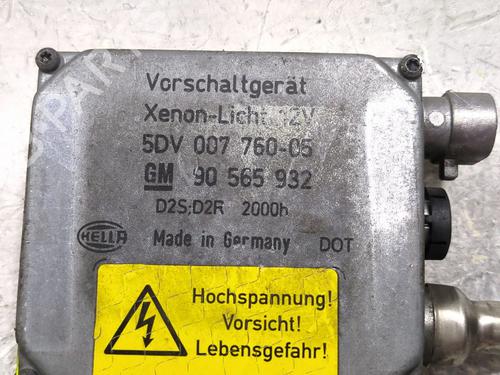 Vorschaltgerät
Xenon-Licht 12V
5DV 007 760-05
GM 90 565 932
D2S;D2R 2000h
HELLA Made in Germany DOT
Hochspannung!
Vorsicht!
Lebensgefahr!